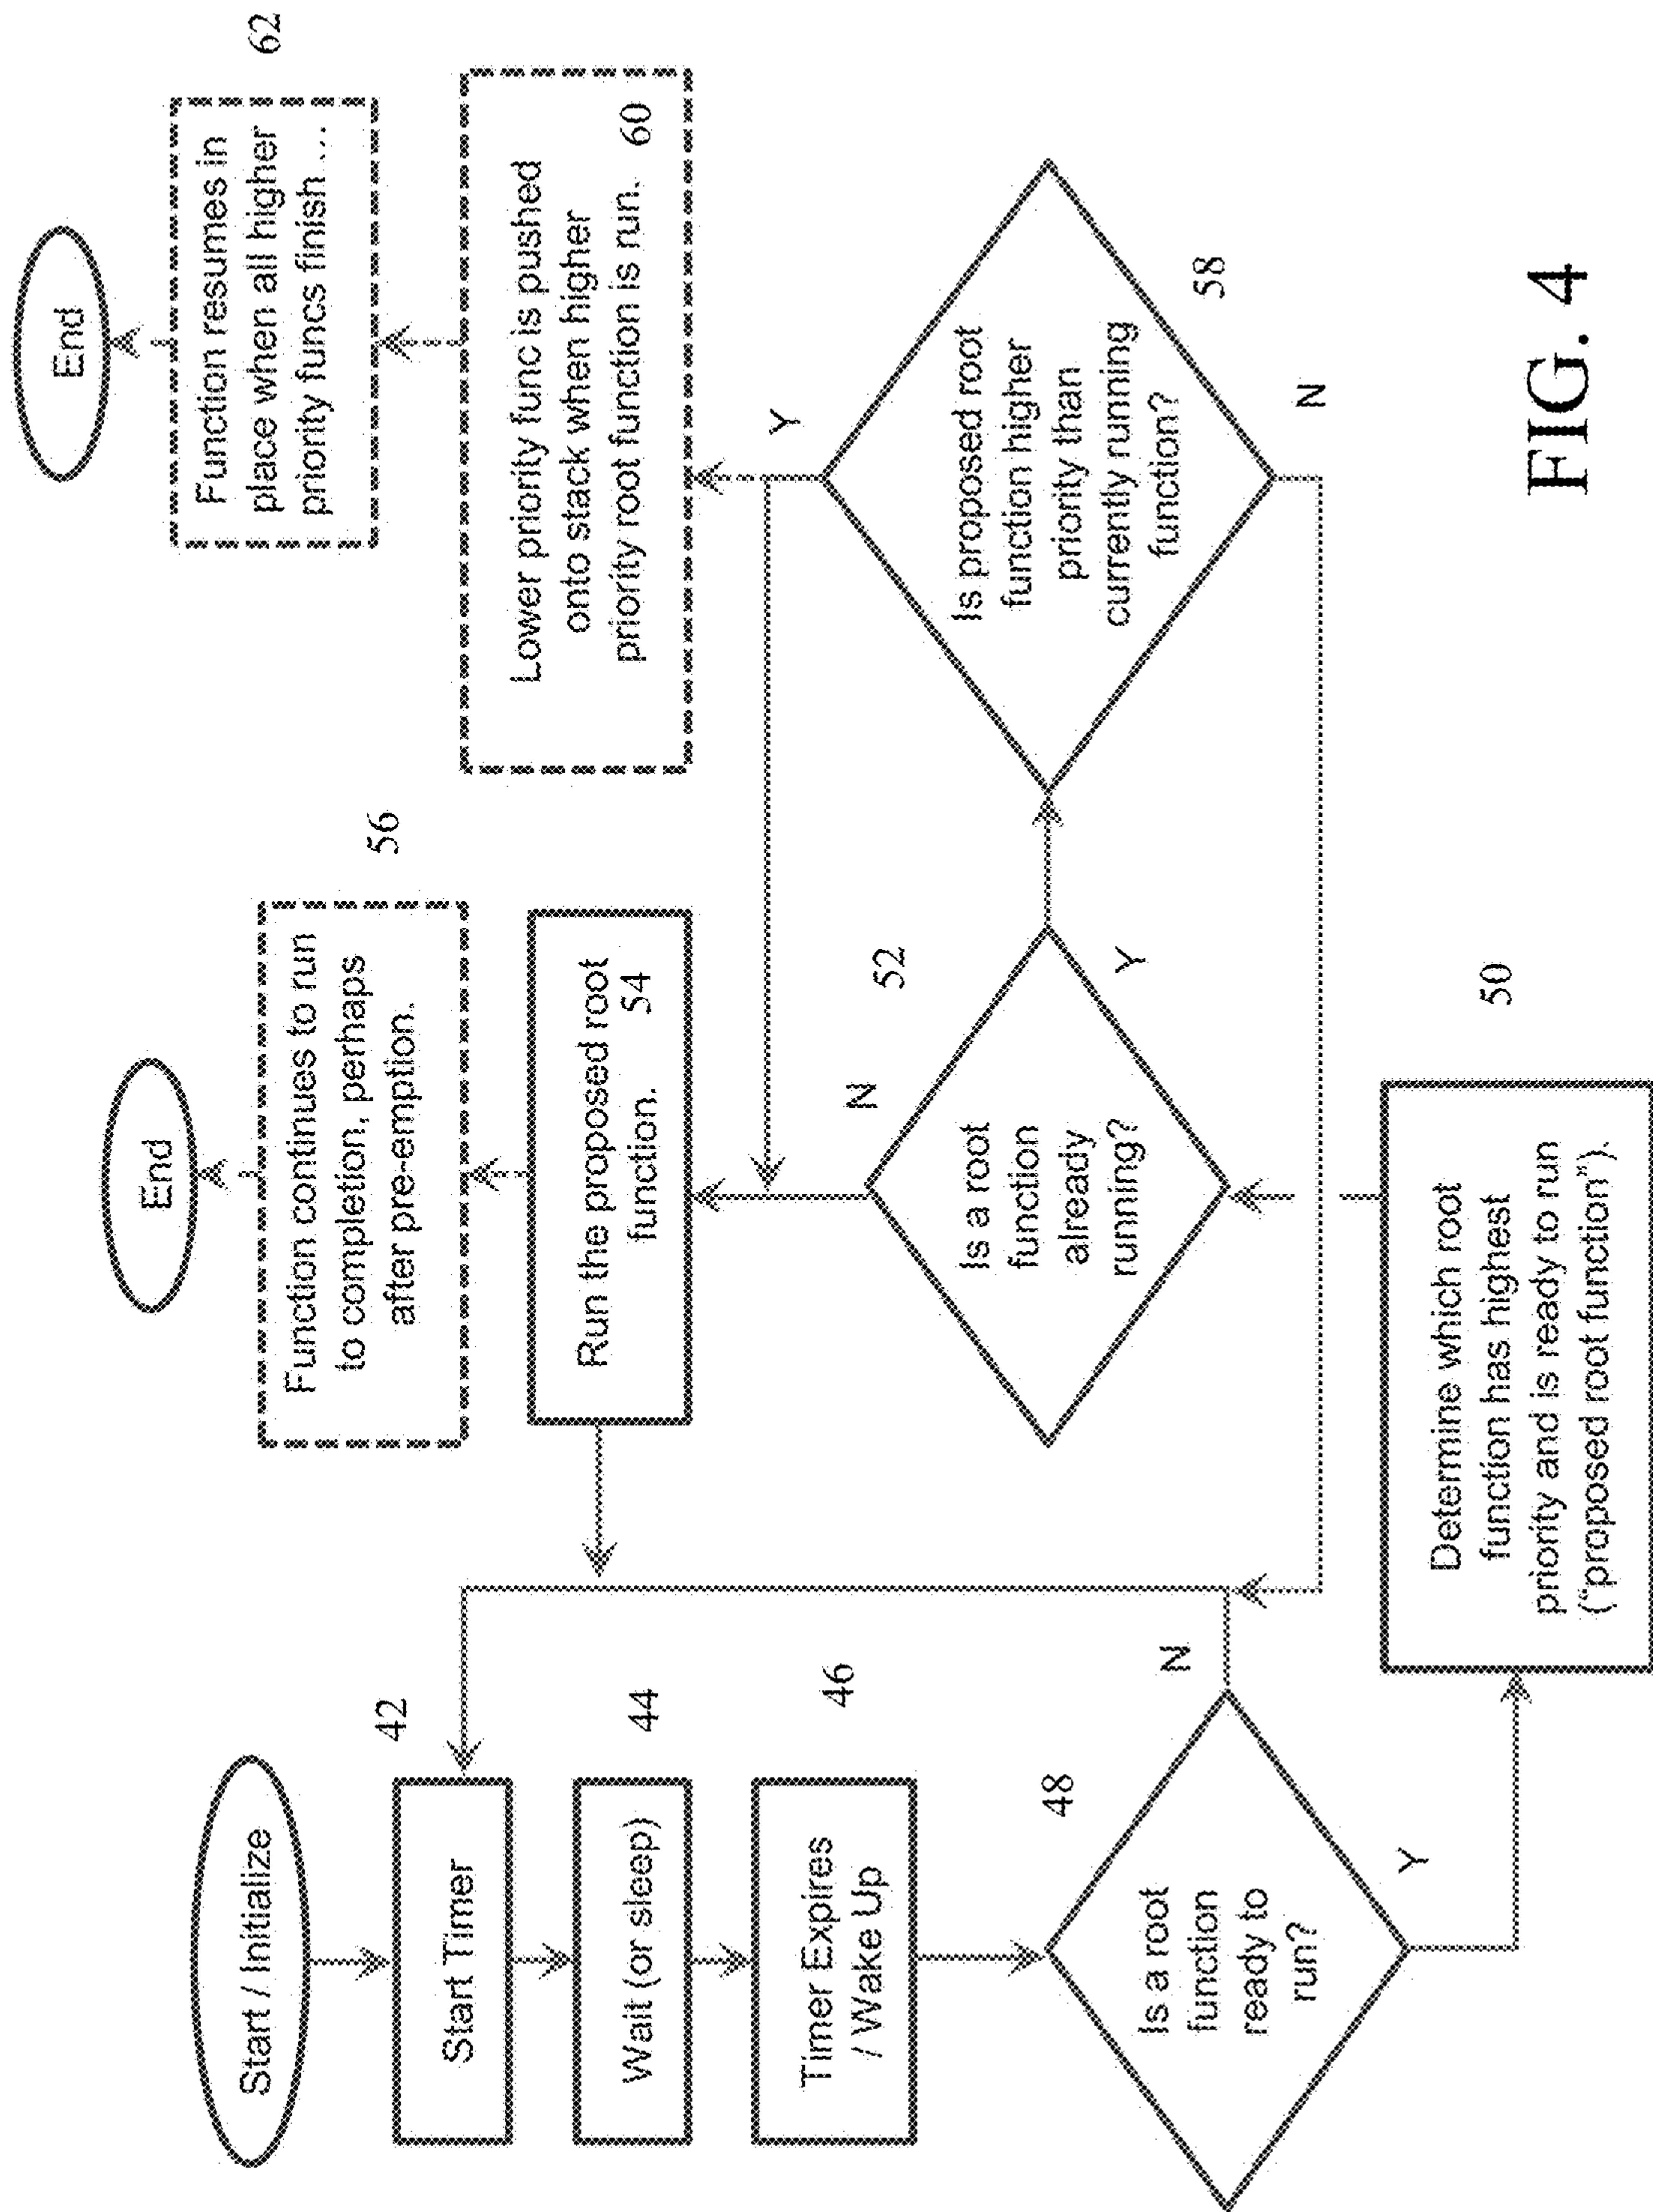 Start / Initialize
42
Start Timer
44
Wait (or sleep)
46
Timer Expires
/ Wake Up
48
Is a root
function
ready to
run?
N
Y
50
Determine which root
function has highest
priority and is ready to run
("proposed root function").
52
Is a root
function
already
running?
N
Y
Run the proposed root
function. 54
56
Function continues to run
to completion, perhaps
after pre-emption.
End
58
Is proposed root
function higher
priority than
currently running
function?
Y
N
Lower priority func is pushed
onto stack when higher
priority root function is run. 60
62
Function resumes in
place when all higher
priority funcs finish...
End
FIG. 4